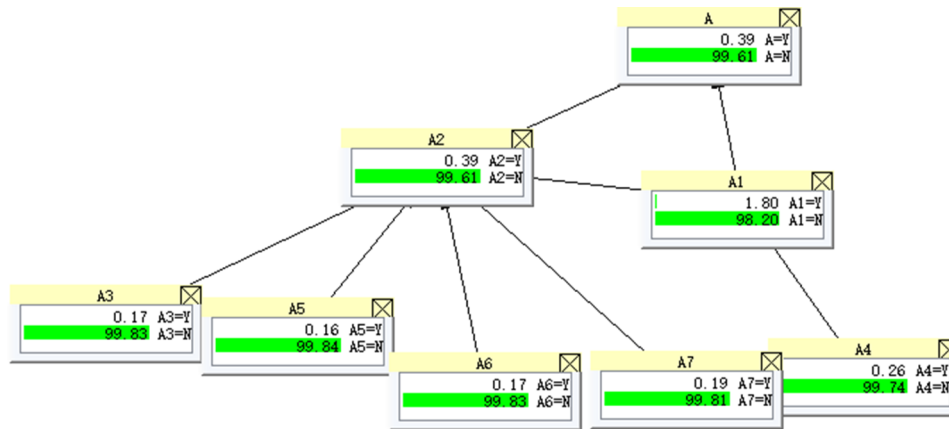 A
0.39 A=Y
99.61 A=N
A2
0.39 A2=Y
99.61 A2=N
A1
1.80 A1=Y
98.20 A1=N
A3
0.17 A3=Y
99.83 A3=N
A5
0.16 A5=Y
99.84 A5=N
A6
0.17 A6=Y
99.83 A6=N
A7
0.19 A7=Y
99.81 A7=N
A4
0.26 A4=Y
99.74 A4=N